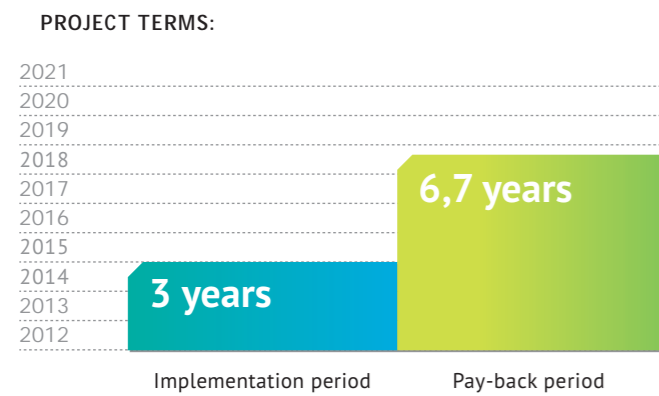 PROJECT TERMS:
2021
2020
2019
2018
2017
2016
2015
2014
2013
2012
6,7 years
3 years
Implementation period
Pay-back period